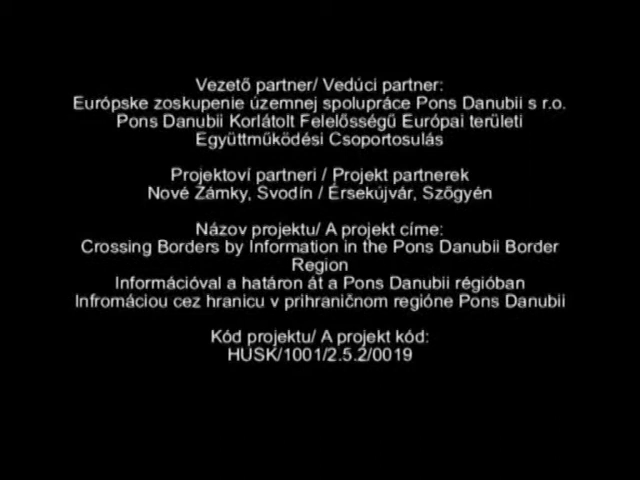 Vezető partner/ Vedúci partner:
Európske zoskupenie územnej spolupráce Pons Danubii s r.o.
Pons Danubii Korlátolt Felelősségű Európai területi
Együttműködési Csoportosulás
Projektoví partneri / Projekt partnerek
Nové Zámky, Svodín / Érsekújvár, Szőgyén
Názov projektu/ A projekt címe:
Crossing Borders by Information in the Pons Danubii Border
Region
Információval a határon át a Pons Danubii régióban
Infromáciou cez hranicu v prihraničnom regióne Pons Danubii
Kód projektu/ A projekt kód:
HUSK/1001/2.5.2/0019